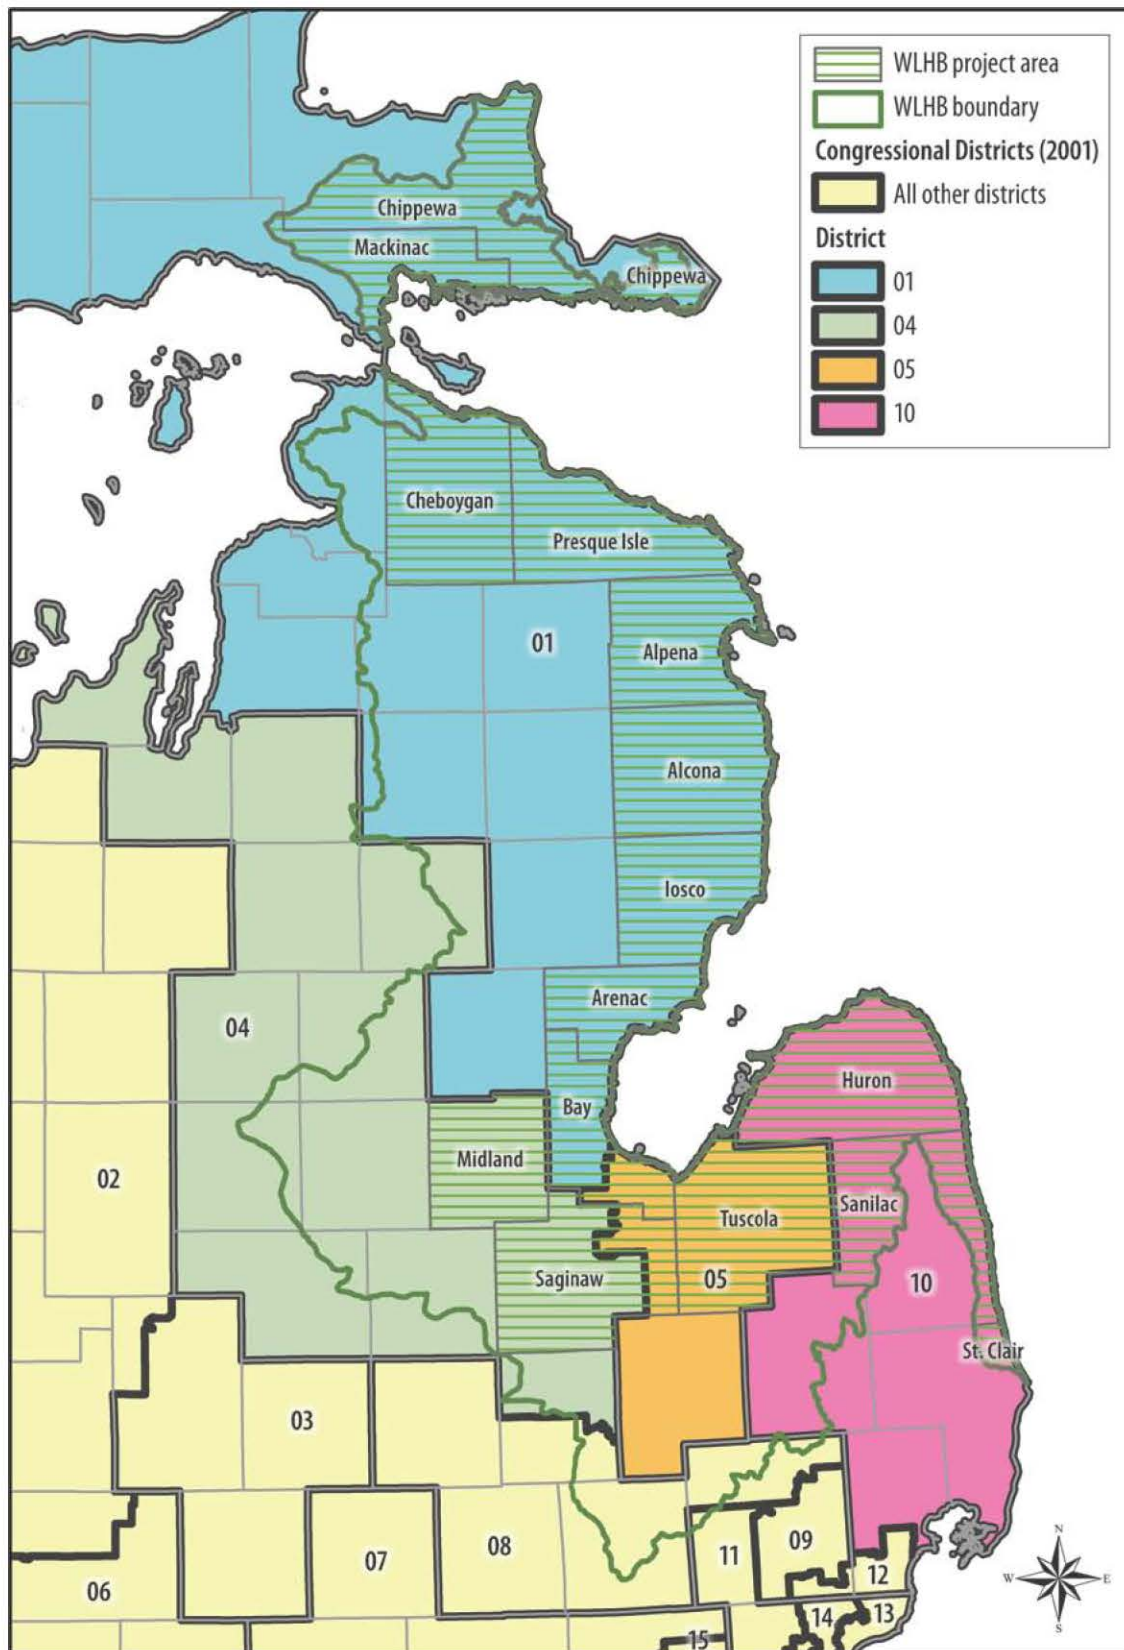 WLHB project area
WLHB boundary
Congressional Districts (2001)
All other districts
District
01
04
05
10
Chippewa
Mackinac
Chippewa
Cheboygan
Presque Isle
01
Alpena
Alcona
Iosco
Arenac
04
Huron
Bay
Midland
02
Sanilac
Tuscola
Saginaw
05
10
St. Clair
03
N
W
E
S
07
08
11
09
12
06
14
13
15